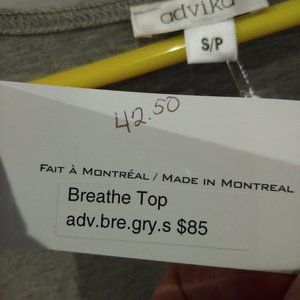 advika
S/P
42.50
FAIT À MONTRÉAL / MADE IN MONTREAL
Breathe Top
adv.bre.gry.s $85